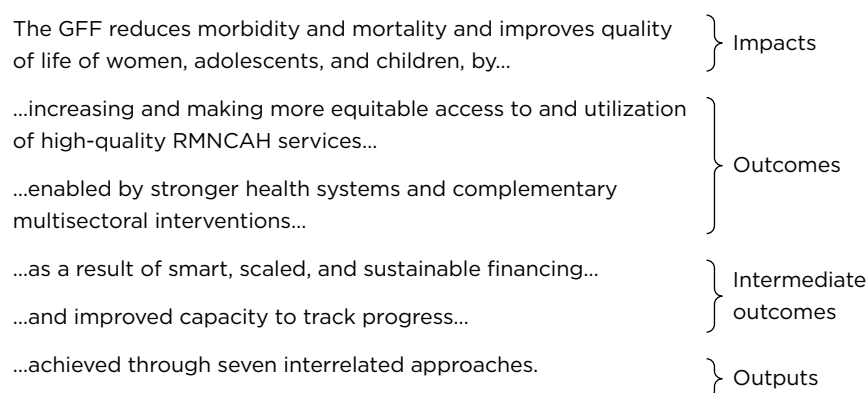 The GFF reduces morbidity and mortality and improves quality
of life of women, adolescents, and children, by...
Impacts
...increasing and making more equitable access to and utilization
of high-quality RMNCAH services...
...enabled by stronger health systems and complementary
multisectoral interventions...
Outcomes
...as a result of smart, scaled, and sustainable financing...
...and improved capacity to track progress...
Intermediate
outcomes
...achieved through seven interrelated approaches.
Outputs